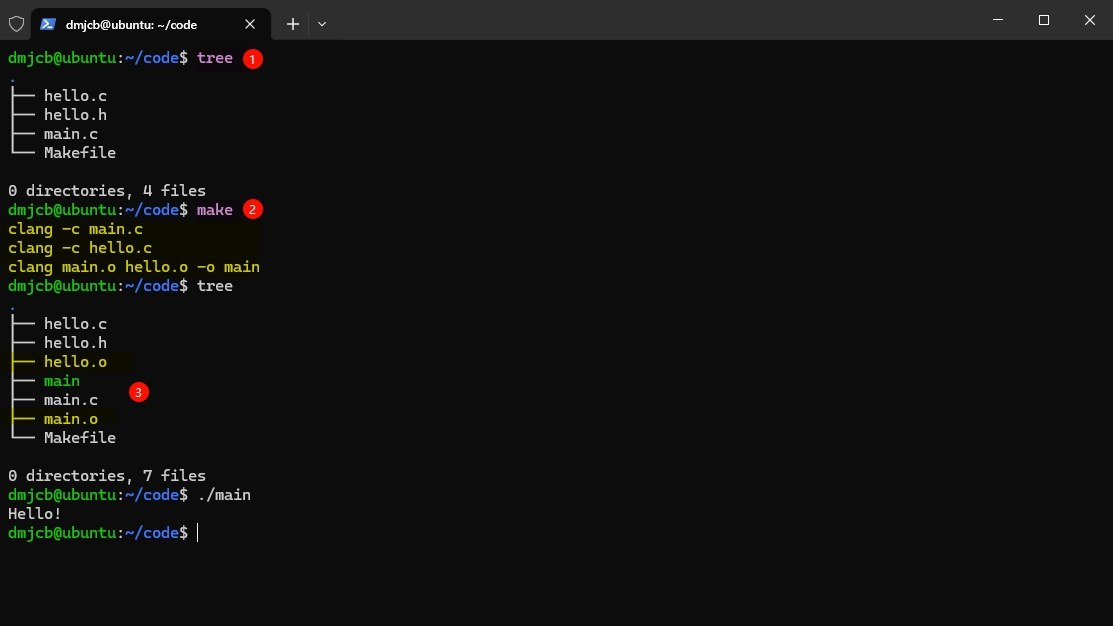 dmjcb@ubuntu: ~/code
dmjcb@ubuntu:~/code$ tree 1
.
├── hello.c
├── hello.h
├── main.c
└── Makefile
0 directories, 4 files
dmjcb@ubuntu:~/code$ make 2
clang -c main.c
clang -c hello.c
clang main.o hello.o -o main
dmjcb@ubuntu:~/code$ tree
.
├── hello.c
├── hello.h
├── hello.o
├── main
├── main.c 3
├── main.o
└── Makefile
0 directories, 7 files
dmjcb@ubuntu:~/code$ ./main
Hello!
dmjcb@ubuntu:~/code$